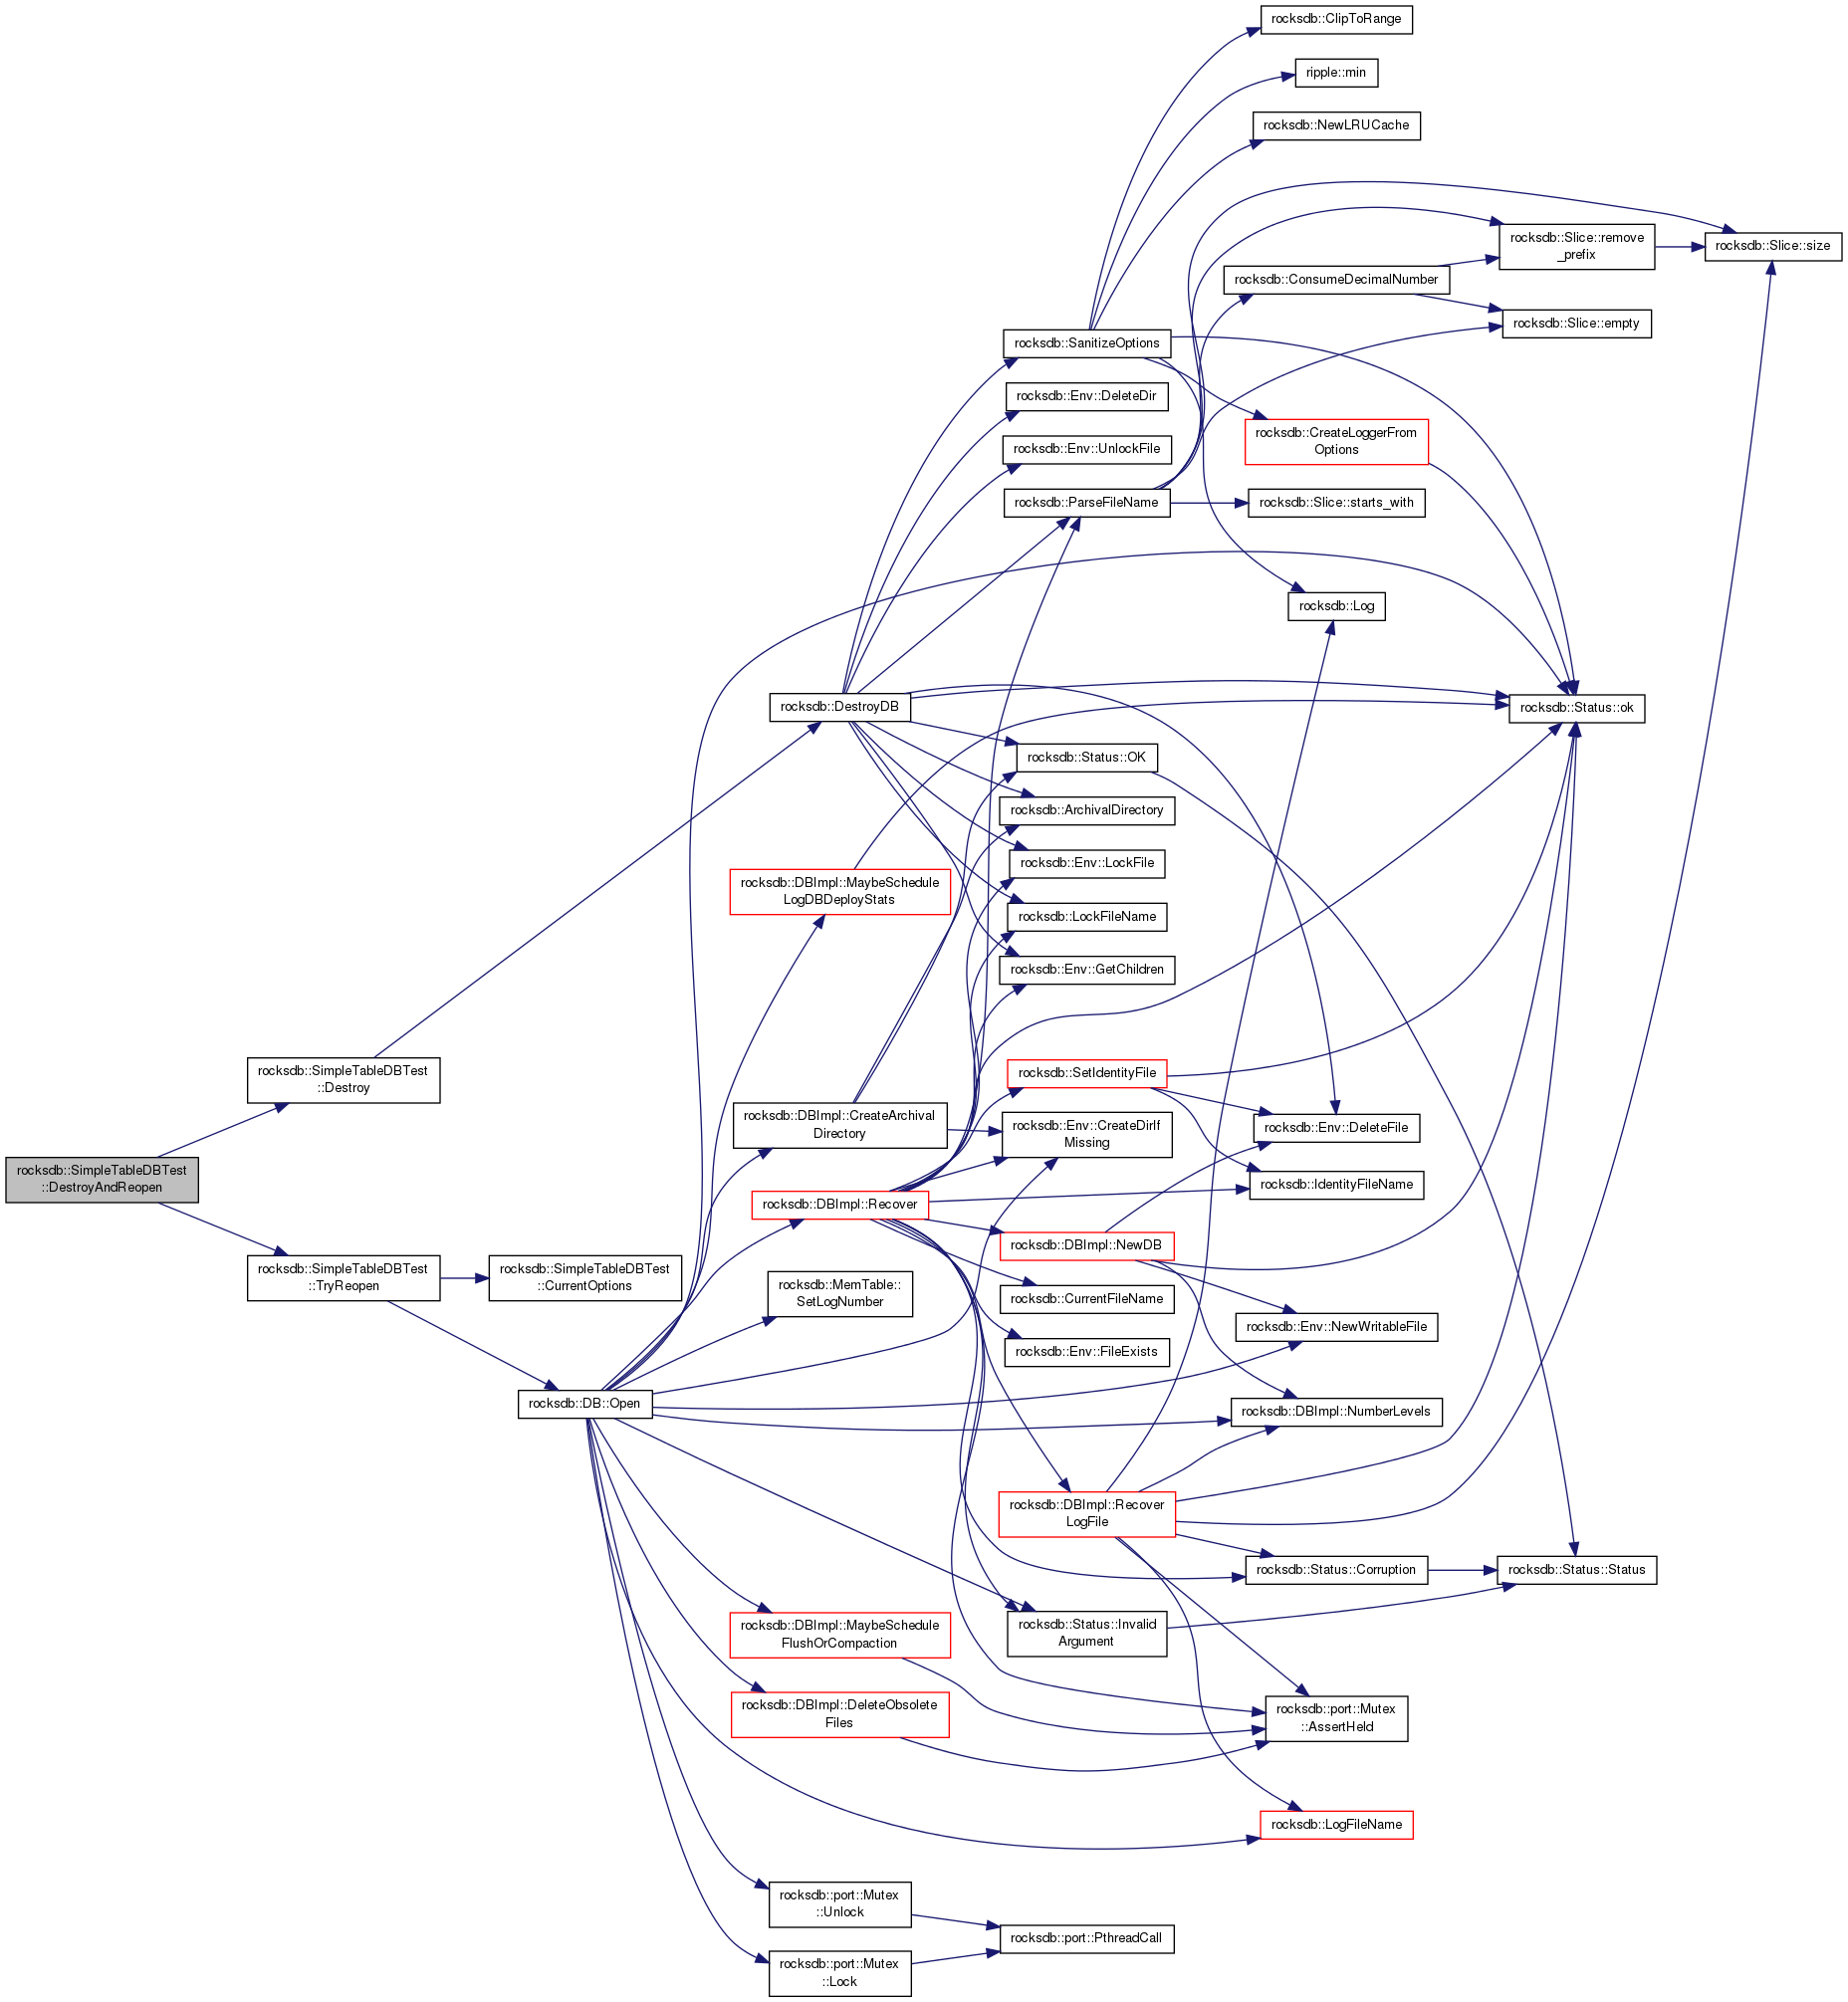 rocksdb::ClipToRange
ripple::min
rocksdb::NewLRUCache
rocksdb::Slice::remove
_prefix
rocksdb::Slice::size
rocksdb::ConsumeDecimalNumber
rocksdb::Slice::empty
rocksdb::SanitizeOptions
rocksdb::Env::DeleteDir
rocksdb::CreateLoggerFrom
Options
rocksdb::Env::UnlockFile
rocksdb::ParseFileName
rocksdb::Slice::starts_with
rocksdb::Log
rocksdb::DestroyDB
rocksdb::Status::ok
rocksdb::Status::OK
rocksdb::ArchivalDirectory
rocksdb::Env::LockFile
rocksdb::DBImpl::MaybeSchedule
LogDBDeployStats
rocksdb::LockFileName
rocksdb::Env::GetChildren
rocksdb::SimpleTableDBTest
::Destroy
rocksdb::SetIdentityFile
rocksdb::DBImpl::CreateArchival
Directory
rocksdb::Env::CreateDirIf
Missing
rocksdb::Env::DeleteFile
rocksdb::SimpleTableDBTest
::DestroyAndReopen
rocksdb::IdentityFileName
rocksdb::DBImpl::Recover
rocksdb::DBImpl::NewDB
rocksdb::SimpleTableDBTest
::TryReopen
rocksdb::SimpleTableDBTest
::CurrentOptions
rocksdb::MemTable::
SetLogNumber
rocksdb::CurrentFileName
rocksdb::Env::NewWritableFile
rocksdb::Env::FileExists
rocksdb::DB::Open
rocksdb::DBImpl::NumberLevels
rocksdb::DBImpl::Recover
LogFile
rocksdb::Status::Corruption
rocksdb::Status::Status
rocksdb::DBImpl::MaybeSchedule
FlushOrCompaction
rocksdb::Status::Invalid
Argument
rocksdb::DBImpl::DeleteObsolete
Files
rocksdb::port::Mutex
::AssertHeld
rocksdb::LogFileName
rocksdb::port::Mutex
::Unlock
rocksdb::port::PthreadCall
rocksdb::port::Mutex
::Lock